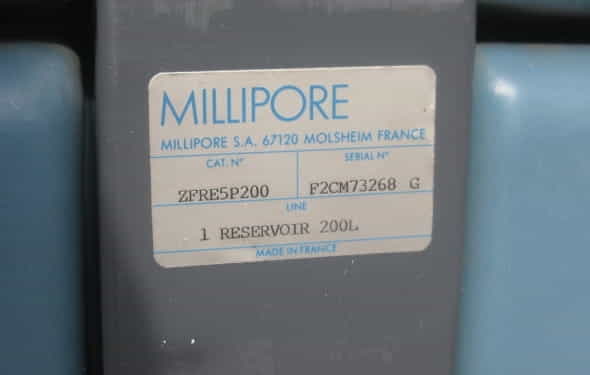 MILLIPORE
MILLIPORE S.A. 67120 MOLSHEIM FRANCE
CAT. N° SERIAL N°
ZFRE5P200 F2CM73268 G
LINE
1 RESERVOIR 200L
MADE IN FRANCE